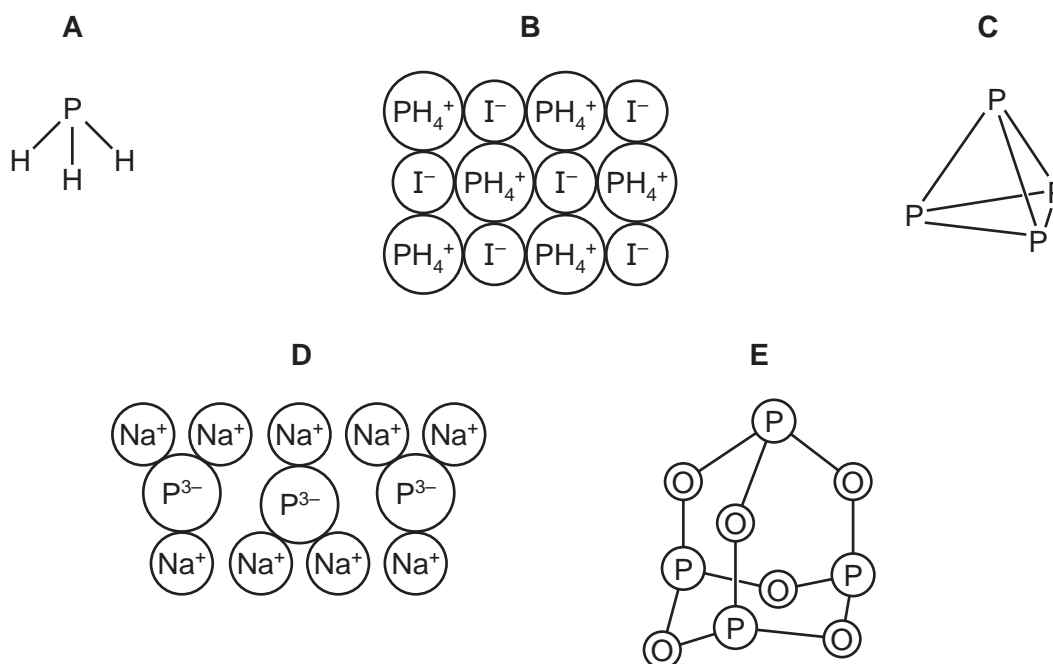 A
B
C
P
H H H
PH₄⁺ I⁻ PH₄⁺ I⁻
I⁻ PH₄⁺ I⁻ PH₄⁺
PH₄⁺ I⁻ PH₄⁺ I⁻
P
P
P
D
E
Na⁺ Na⁺ Na⁺ Na⁺ Na⁺
P³⁻ P³⁻ P³⁻
Na⁺ Na⁺ Na⁺ Na⁺
P
O O
O
P P
O
P
O
O